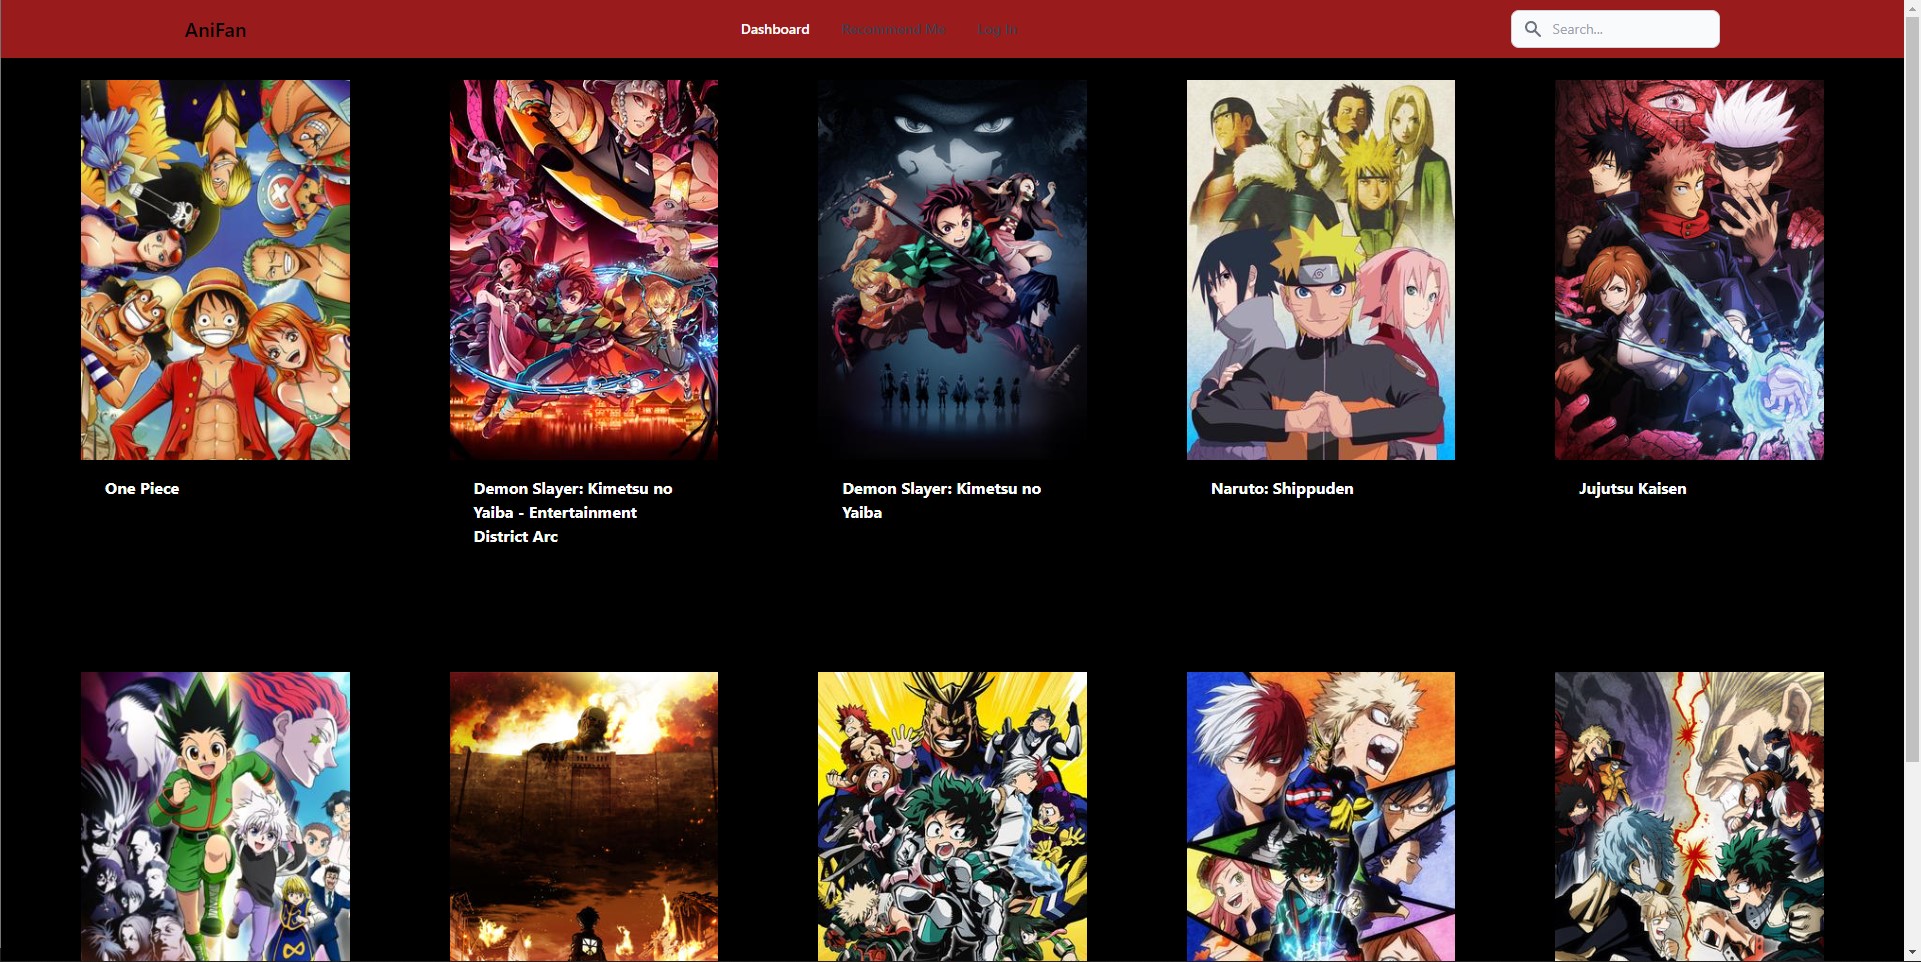 AniFan
Dashboard
Recommend Me
Log In
Search...
One Piece
Demon Slayer: Kimetsu no
Yaiba - Entertainment
District Arc
Demon Slayer: Kimetsu no
Yaiba
Naruto: Shippuden
Jujutsu Kaisen